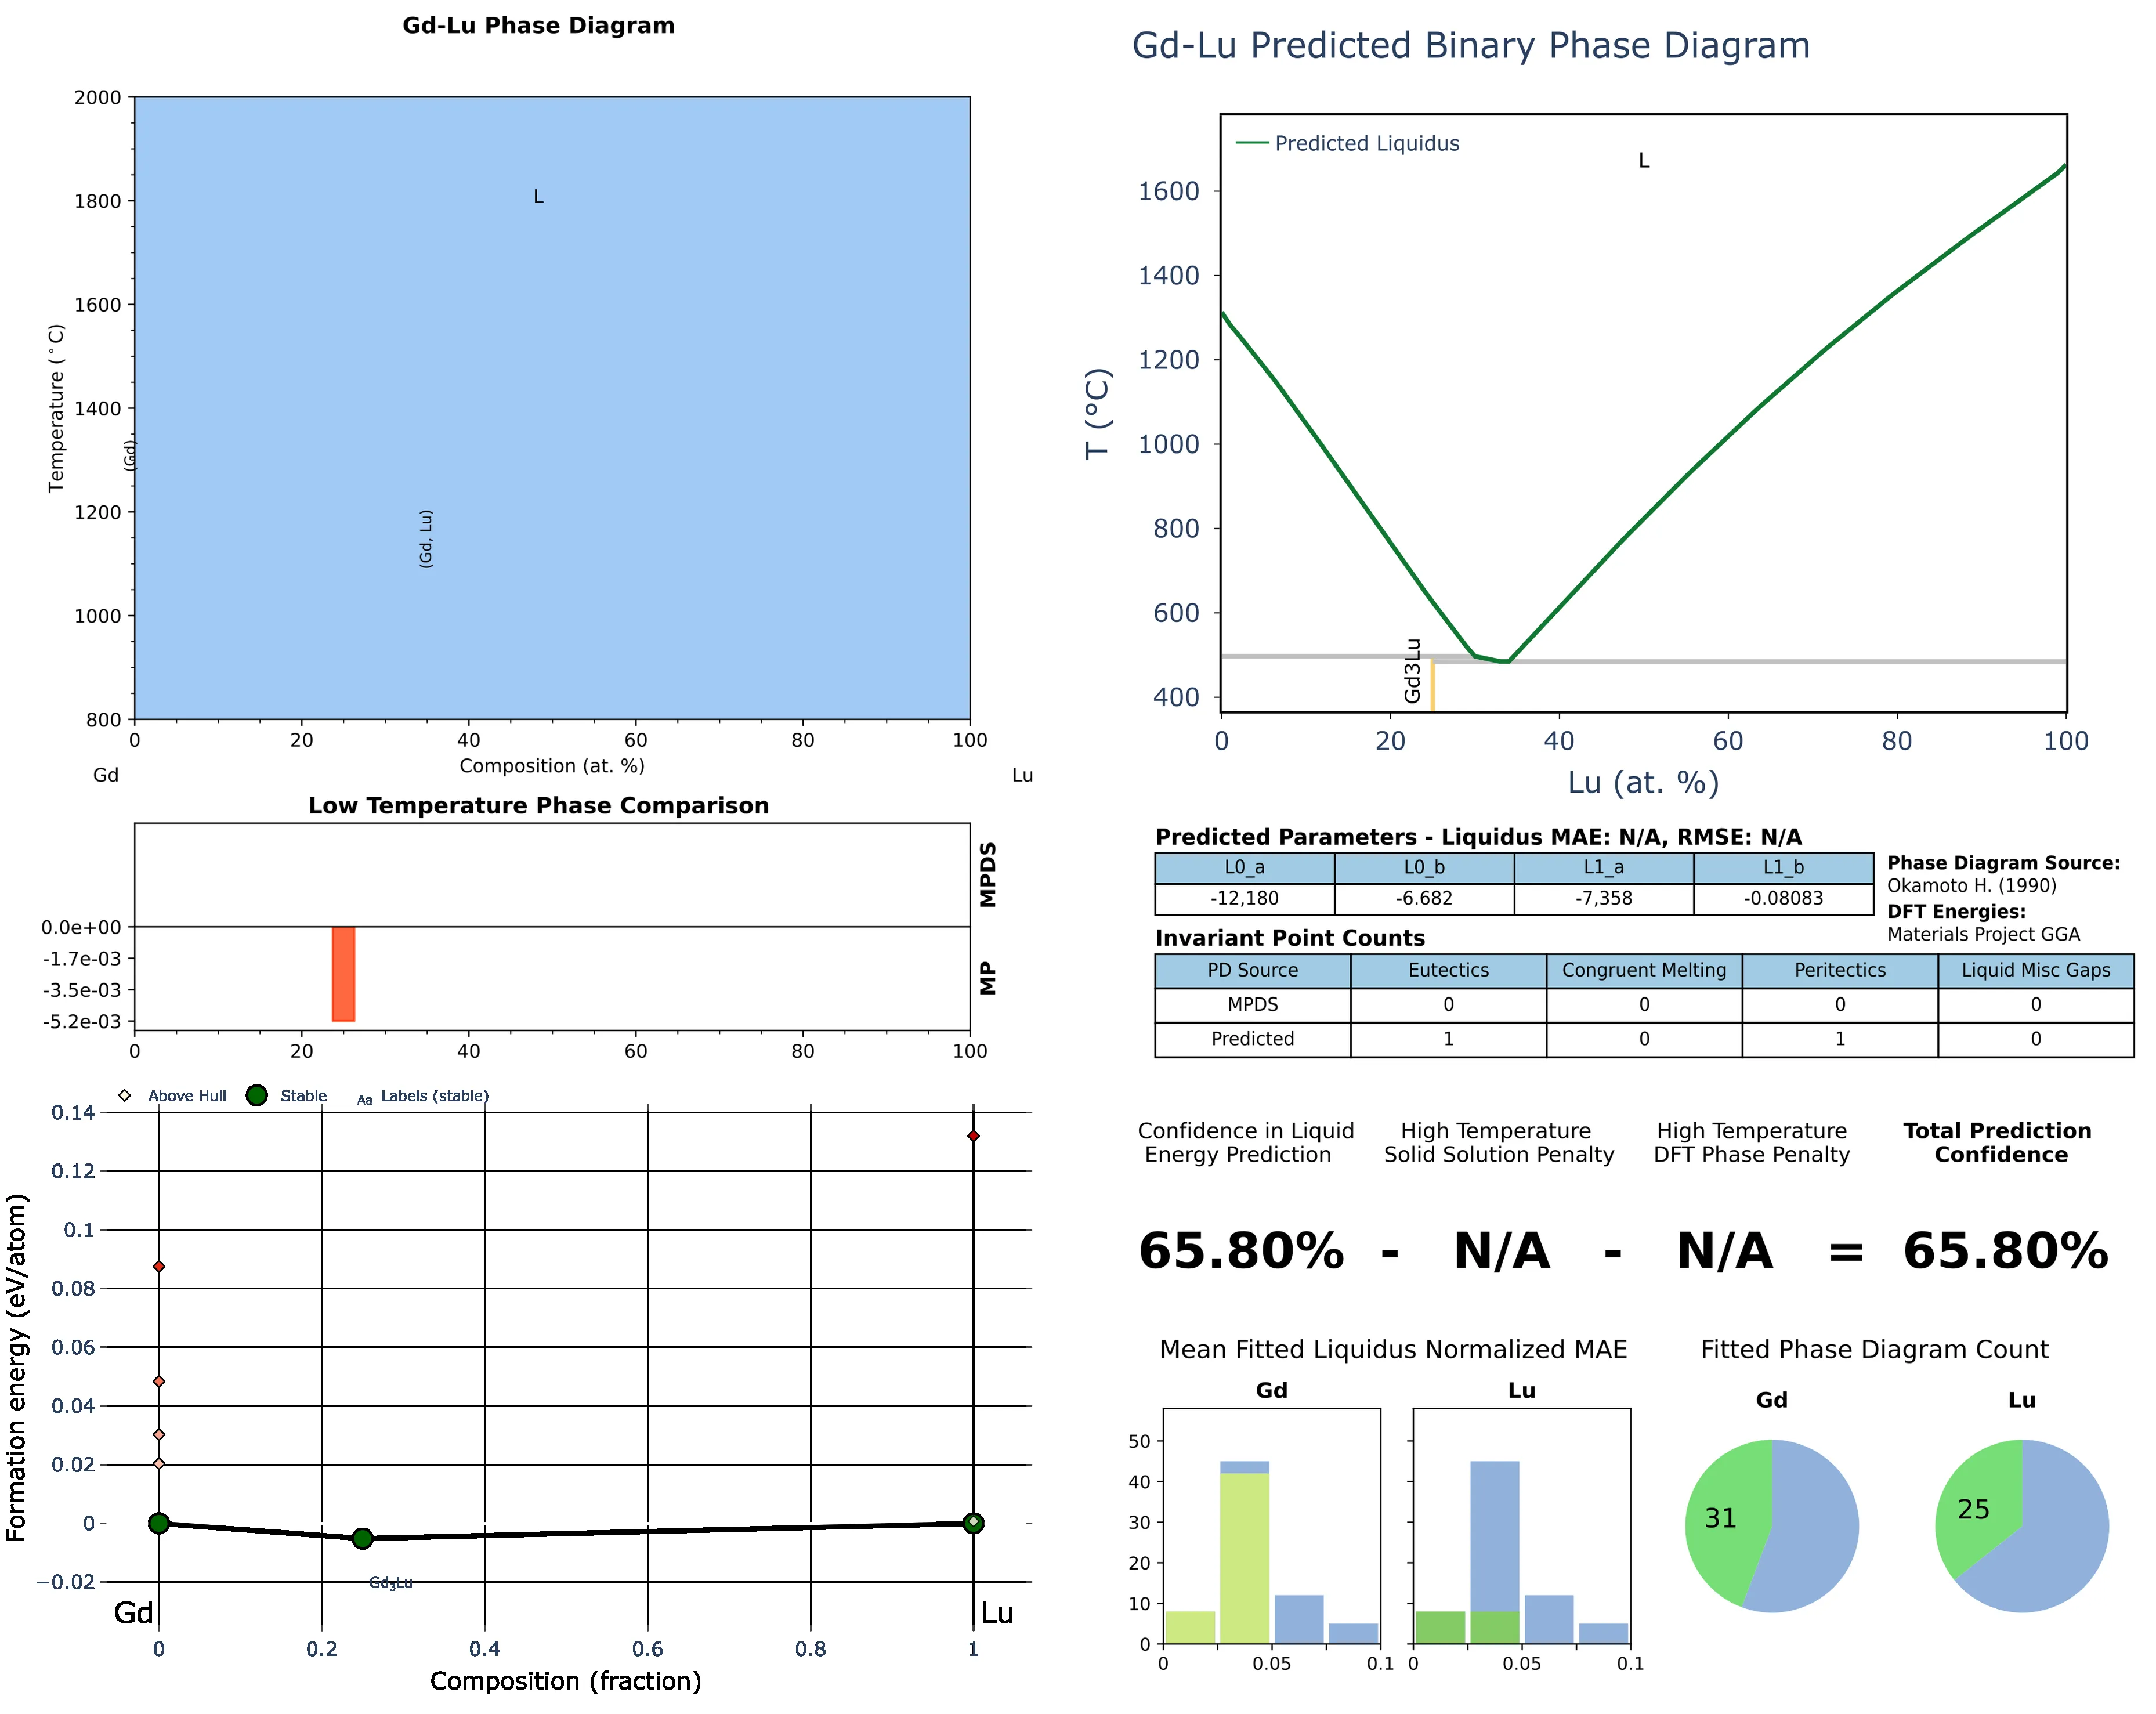 Gd-Lu Phase Diagram
2000
1800
1600
1400
1200
1000
800
Temperature (°C)
(Gd)
L
(Gd, Lu)
0 20 40 60 80 100
Composition (at. %)
Gd Lu
Low Temperature Phase Comparison
MPDS
MP
0.0e+00
-1.7e-03
-3.5e-03
-5.2e-03
0 20 40 60 80 100
Above Hull Stable Aa Labels (stable)
0.14
0.12
0.1
0.08
0.06
0.04
0.02
0
−0.02
Formation energy (eV/atom)
Gd₃Lu
Gd Lu
0 0.2 0.4 0.6 0.8 1
Composition (fraction)
Gd-Lu Predicted Binary Phase Diagram
Predicted Liquidus
L
1600
1400
1200
1000
800
600
400
T (°C)
Gd3Lu
0 20 40 60 80 100
Lu (at. %)
Predicted Parameters - Liquidus MAE: N/A, RMSE: N/A
L0_a L0_b L1_a L1_b
-12,180 -6.682 -7,358 -0.08083
Phase Diagram Source:
Okamoto H. (1990)
DFT Energies:
Materials Project GGA
Invariant Point Counts
PD Source Eutectics Congruent Melting Peritectics Liquid Misc Gaps
MPDS 0 0 0 0
Predicted 1 0 1 0
Confidence in Liquid
Energy Prediction
High Temperature
Solid Solution Penalty
High Temperature
DFT Phase Penalty
Total Prediction
Confidence
65.80% - N/A - N/A = 65.80%
Mean Fitted Liquidus Normalized MAE
Gd Lu
50
40
30
20
10
0
0 0.05 0.1
0 0.05 0.1
Fitted Phase Diagram Count
Gd Lu
31 25